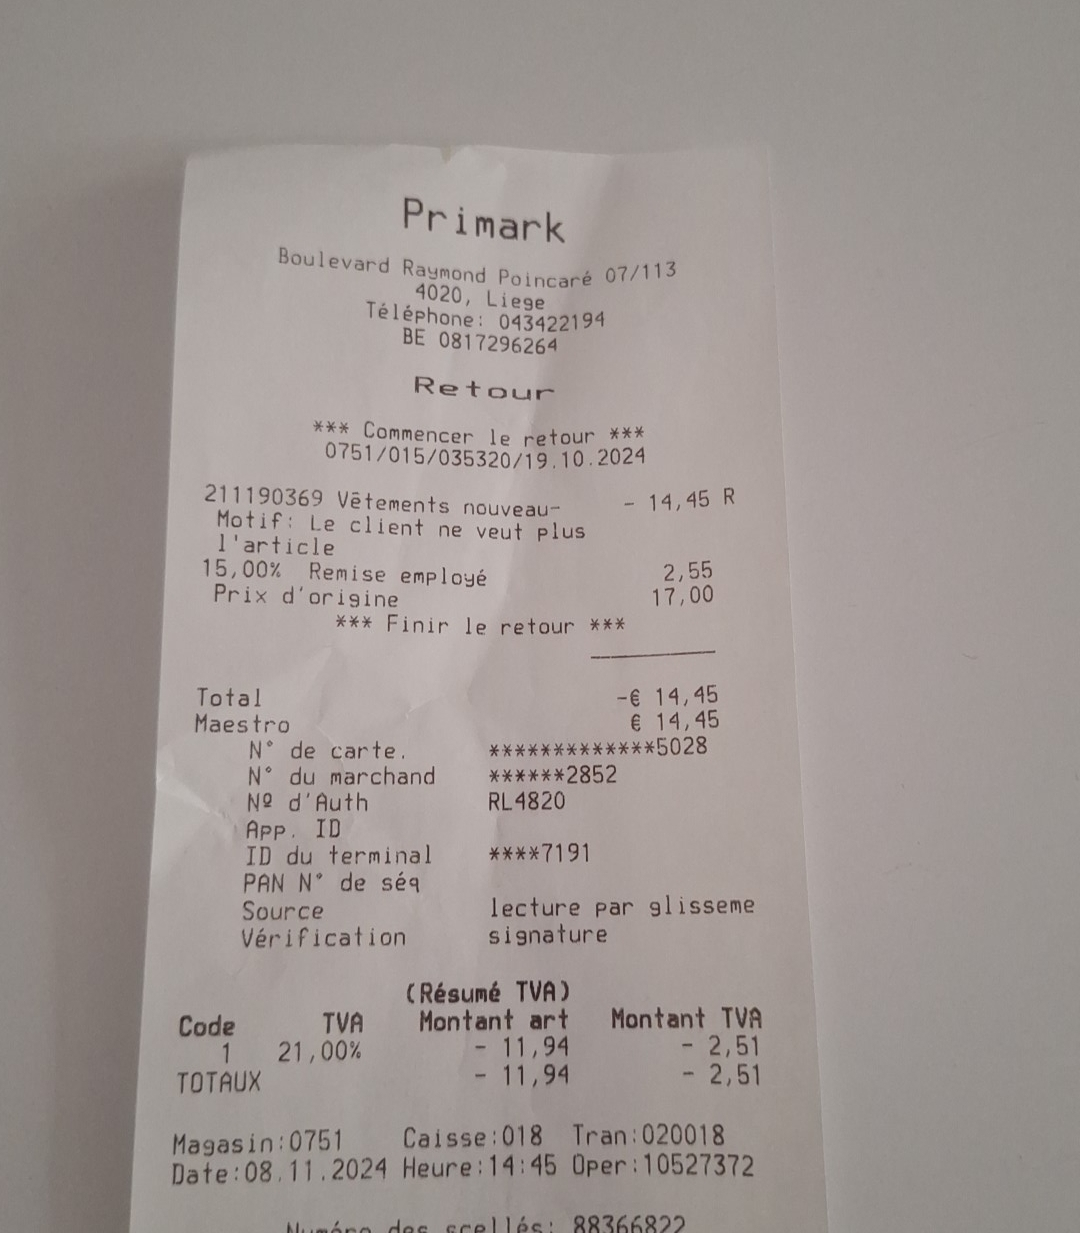 Primark
Boulevard Raymond Poincaré 07/113
4020, Liege
Téléphone: 043422194
BE 0817296264
Retour
*** Commencer le retour ***
0751/015/035320/19.10.2024
211190369 Vêtements nouveau- - 14,45 R
Motif: Le client ne veut plus
l'article
15,00% Remise employé 2,55
Prix d'origine 17,00
*** Finir le retour ***
Total -€ 14,45
Maestro € 14,45
N° de carte. *************5028
N° du marchand ******2852
Nº d'Auth RL4820
App. ID
ID du terminal ****7191
PAN N° de séq
Source lecture par glisseme
Vérification signature
(Résumé TVA)
Code TVA Montant art Montant TVA
1 21,00% - 11,94 - 2,51
TOTAUX - 11,94 - 2,51
Magasin:0751 Caisse:018 Tran:020018
Date:08.11.2024 Heure:14:45 Oper:10527372
Numéro des scellés: 88366822